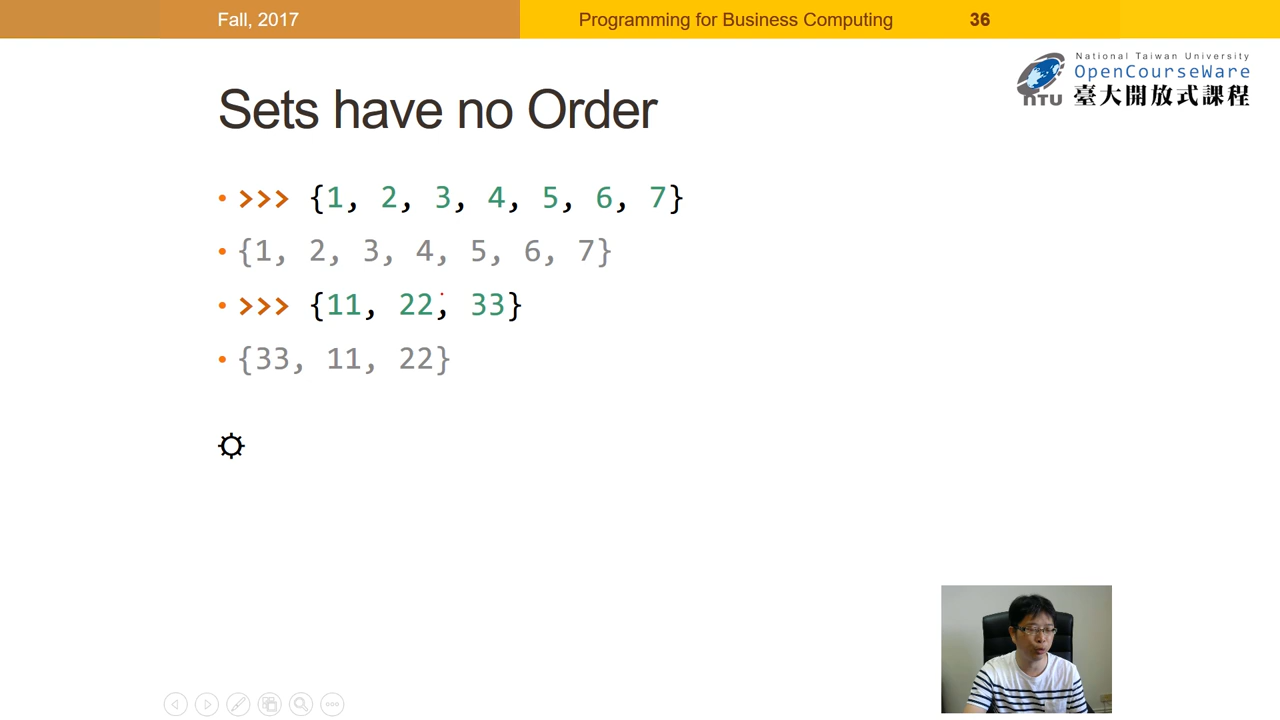 Fall, 2017 Programming for Business Computing 36
National Taiwan University
OpenCourseWare
NTU 臺大開放式課程
Sets have no Order
• >>> {1, 2, 3, 4, 5, 6, 7}
• {1, 2, 3, 4, 5, 6, 7}
• >>> {11, 22, 33}
• {33, 11, 22}